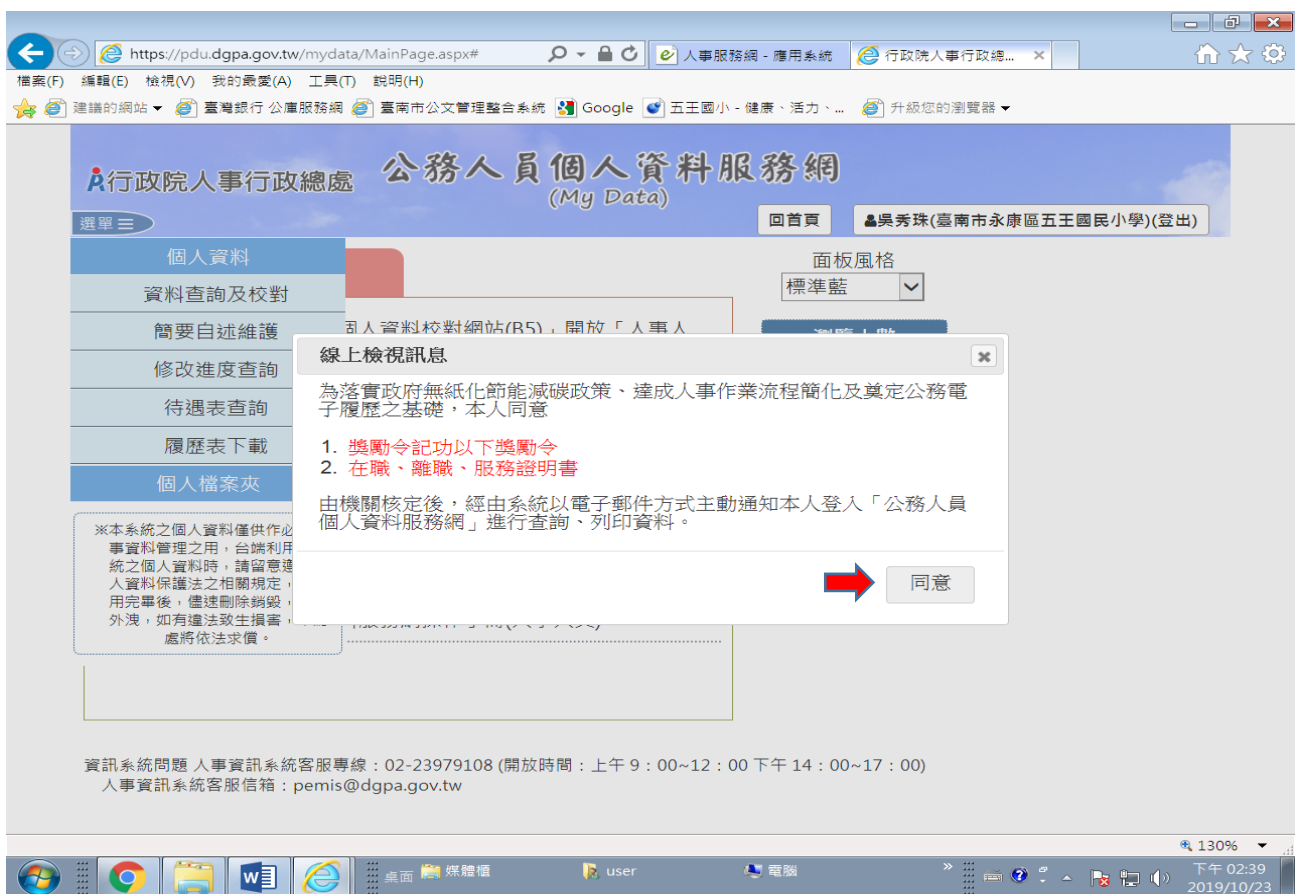 https://pdu.dgpa.gov.tw/mydata/MainPage.aspx#
人事服務網 - 應用系統
行政院人事行政總...
檔案(F) 編輯(E) 檢視(V) 我的最愛(A) 工具(T) 說明(H)
建議的網站 臺灣銀行 公庫服務網 臺南市公文管理整合系統 Google 五王國小 - 健康、活力、... 升級您的瀏覽器
行政院人事行政總處
公務人員個人資料服務網
(My Data)
選單
回首頁
吳秀珠(臺南市永康區五王國民小學)(登出)
個人資料
資料查詢及校對
簡要自述維護
修改進度查詢
待遇表查詢
履歷表下載
個人檔案夾
面板風格
標準藍
瀏覽人數
個人資料校對網站(B5)」開放「人事人
線上檢視訊息
為落實政府無紙化節能減碳政策、達成人事作業流程簡化及奠定公務電
子履歷之基礎,本人同意
1. 獎勵令記功以下獎勵令
2. 在職、離職、服務證明書
由機關核定後,經由系統以電子郵件方式主動通知本人登入「公務人員
個人資料服務網」進行查詢、列印資料。
同意
※本系統之個人資料僅供作必
事資料管理之用,台端利用
統之個人資料時,請留意遵
人資料保護法之相關規定,
用完畢後,儘速刪除銷毀,
外洩,如有違法致生損害,
處將依法求償。
資訊系統問題 人事資訊系統客服專線:02-23979108 (開放時間:上午 9:00~12:00 下午 14:00~17:00)
人事資訊系統客服信箱:pemis@dgpa.gov.tw
130%
桌面 媒體櫃 user 電腦
下午 02:39
2019/10/23